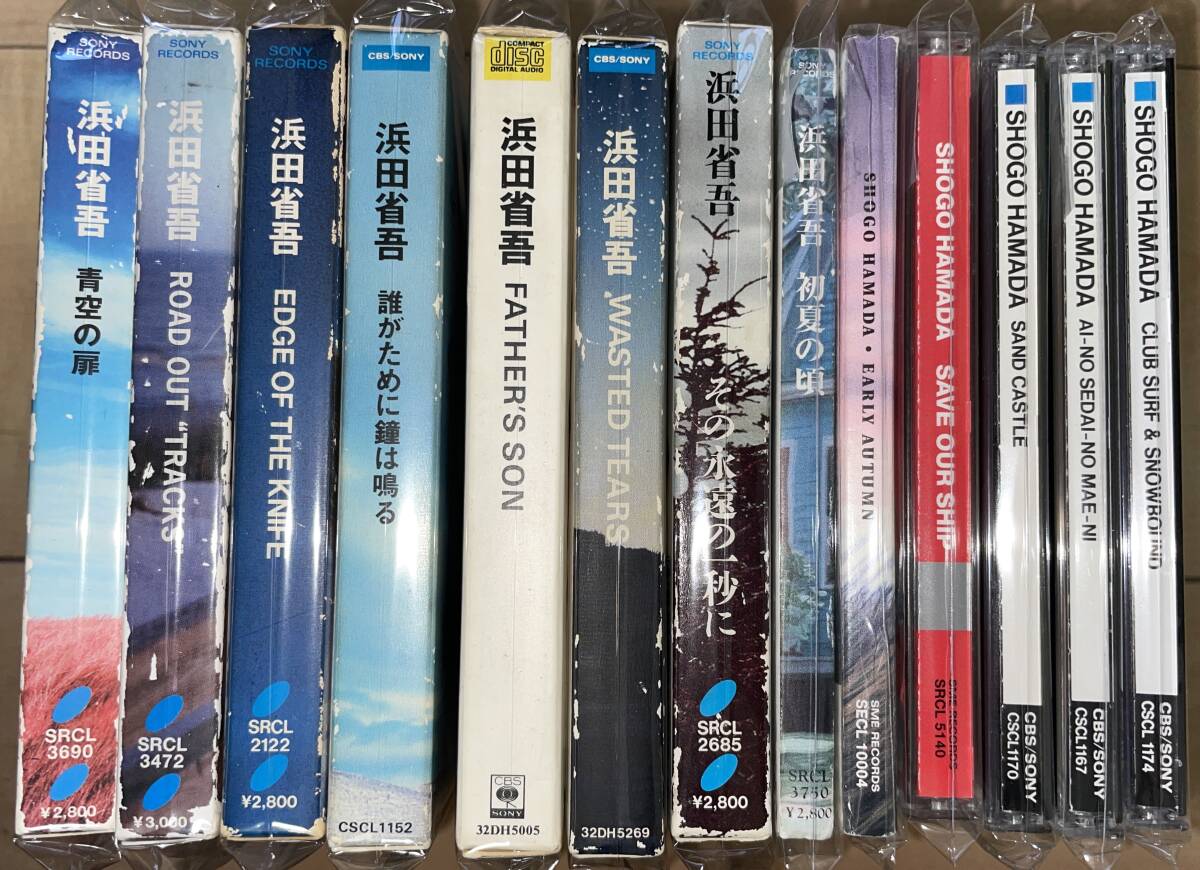 SONY RECORDS
浜田省吾
青空の扉
SRCL
3690
¥2,800
SONY RECORDS
浜田省吾
ROAD OUT "TRACKS"
SRCL
3472
¥3,000
SONY RECORDS
浜田省吾
EDGE OF THE KNIFE
SRCL
2122
¥2,800
CBS/SONY
浜田省吾
誰がために鐘は鳴る
CSCL1152
COMPACT
disc
DIGITAL AUDIO
浜田省吾
FATHER'S SON
CBS
SONY
32DH5005
CBS/SONY
浜田省吾
WASTED TEARS
32DH5269
SONY RECORDS
浜田省吾
その永遠の一秒に
SRCL
2685
¥2,800
SONY RECORDS
浜田省吾
初夏の頃
SRCL
3750
¥2,800
SHOGO HAMADA・EARLY AUTUMN
SME RECORDS
SECL 10004
SHOGO HAMADA SAVE OUR SHIP
SME RECORDS
SRCL 5140
SHOGO HAMADA SAND CASTLE
CBS/SONY
CSCL1170
SHOGO HAMADA AI-NO SEDAI-NO MAE-NI
CBS/SONY
CSCL1167
SHOGO HAMADA CLUB SURF & SNOWBOUND
CBS/SONY
CSCL 1174